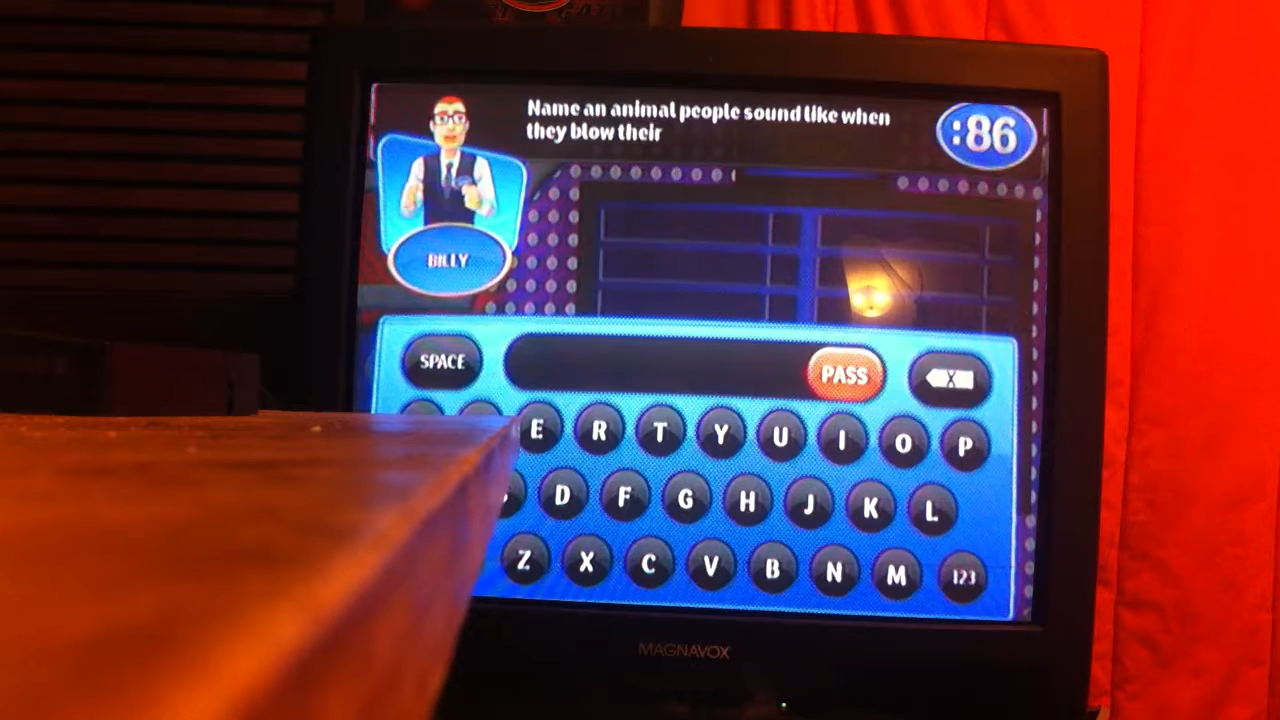 Name an animal people sound like when
they blow their
:86
BILLY
SPACE
PASS
X
E R T Y U I O P
D F G H J K L
Z X C V B N M 123
MAGNAVOX